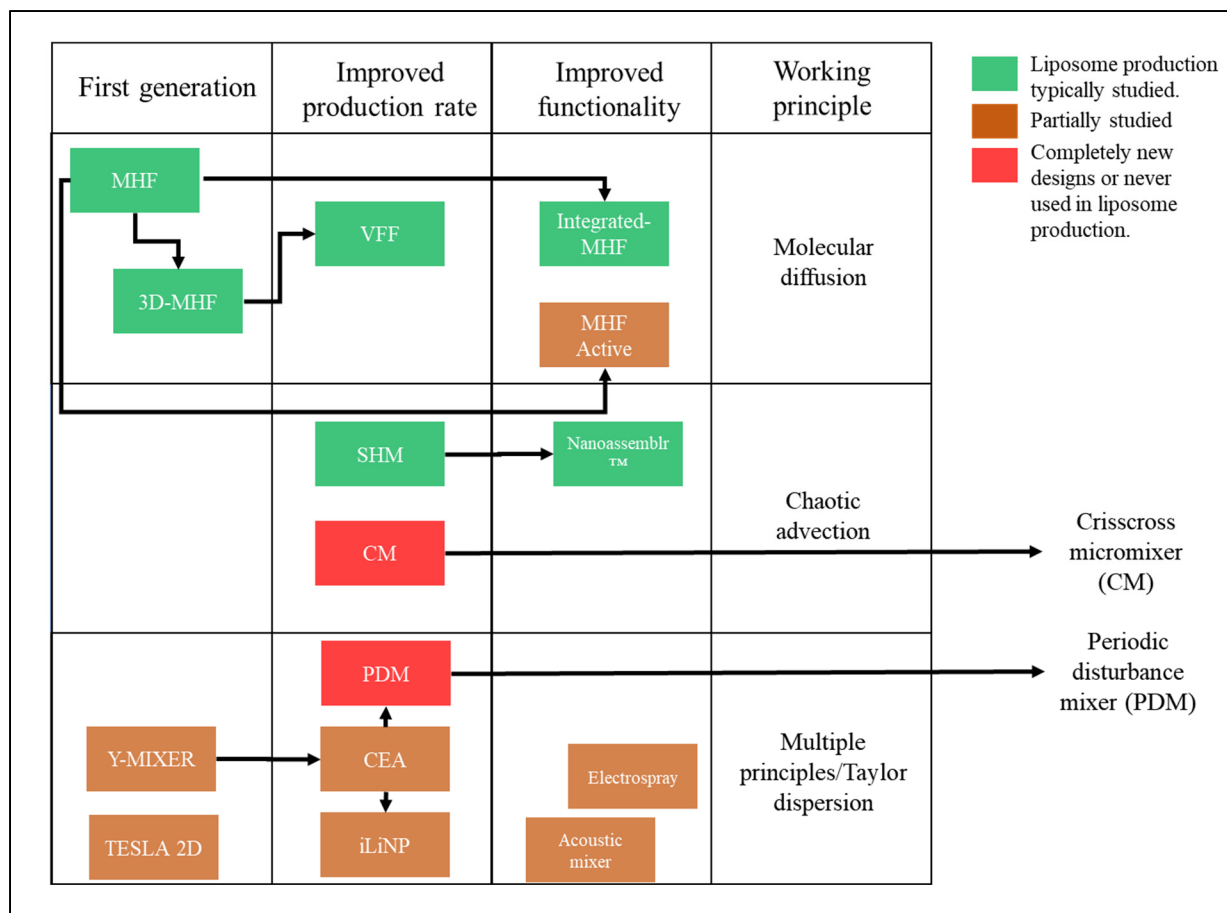 First generation
Improved
production rate
Improved
functionality
Working
principle
Liposome production
typically studied.
Partially studied
Completely new
designs or never
used in liposome
production.
MHF
VFF
Integrated-
MHF
3D-MHF
MHF
Active
Molecular
diffusion
SHM
Nanoassemblr
™
CM
Chaotic
advection
Crisscross
micromixer
(CM)
PDM
Periodic
disturbance
mixer (PDM)
Y-MIXER
CEA
Electrospray
Multiple
principles/Taylor
dispersion
TESLA 2D
iLiNP
Acoustic
mixer